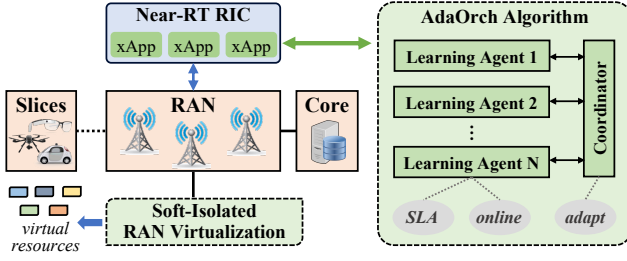 Near-RT RIC
xApp xApp xApp
Slices
RAN
Core
Soft-Isolated
RAN Virtualization
virtual
resources
AdaOrch Algorithm
Learning Agent 1
Learning Agent 2
⋮
Learning Agent N
Coordinator
SLA online adapt